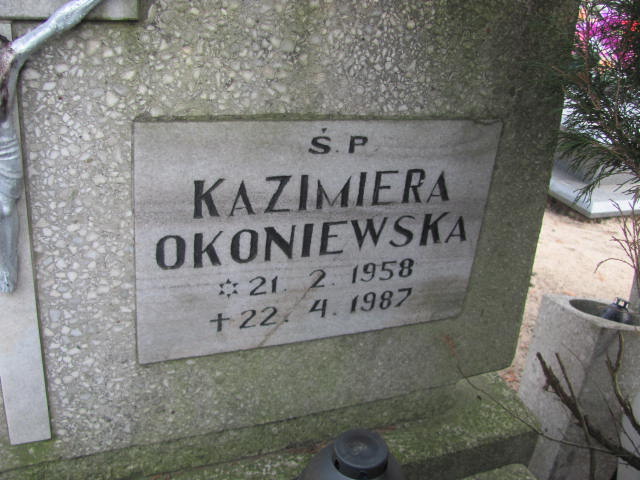 Ś.P
KAZIMIERA
OKONIEWSKA
✡ 21. 2. 1958
+ 22. 4. 1987